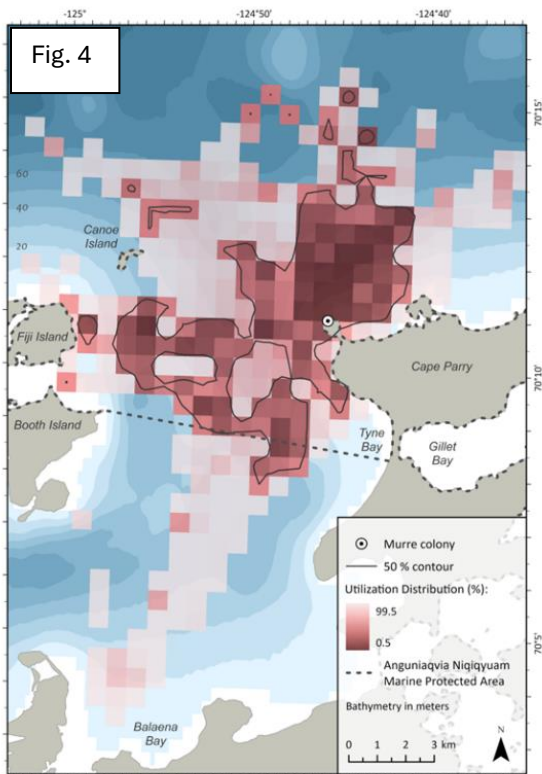 -125°
-124°50'
-124°40'
Fig. 4
70°15'
60
40
20
Canoe
Island
Fiji Island
Cape Parry
70°10'
Booth Island
Tyne
Bay
Gillet
Bay
Murre colony
50 % contour
Utilization Distribution (%):
99.5
0.5
Anguniaqvia Niqiqyuam
Marine Protected Area
70°5'
Bathymetry in meters
Balaena
Bay
N
0 1 2 3 km